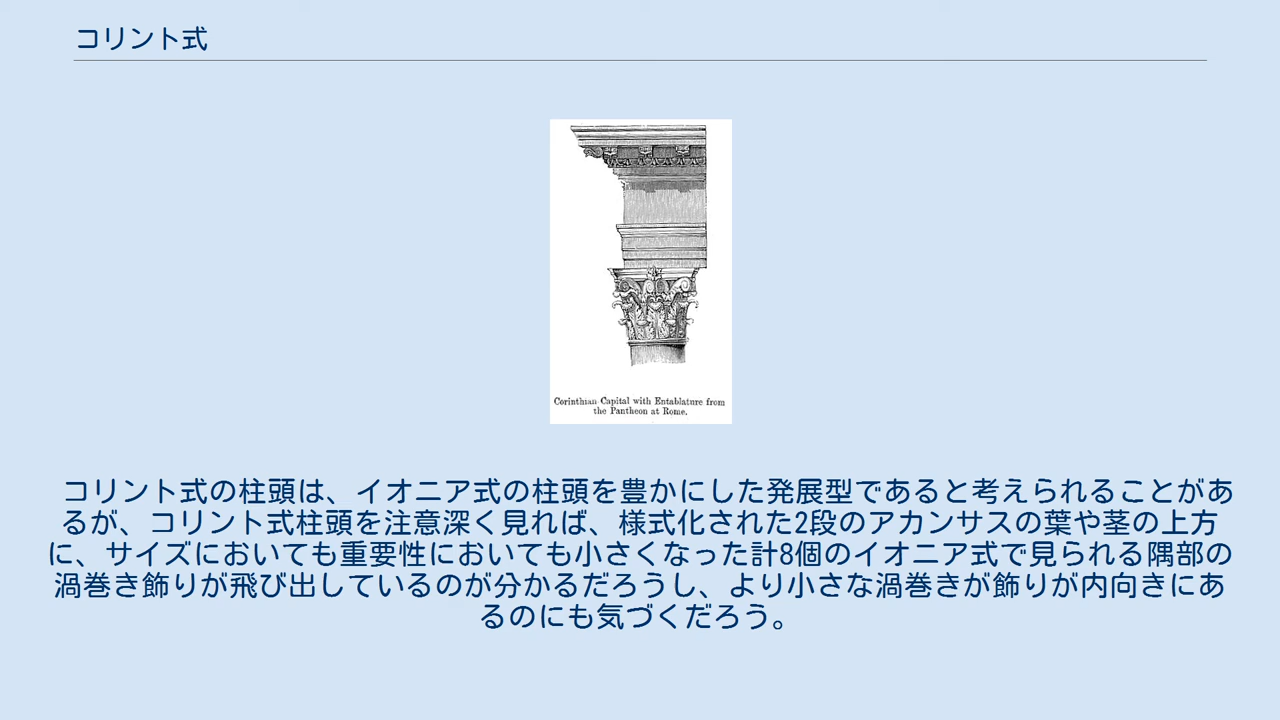 コリント式
Corinthian Capital with Entablature from
the Pantheon at Rome.
コリント式の柱頭は、イオニア式の柱頭を豊かにした発展型であると考えられることがあ
るが、コリント式柱頭を注意深く見れば、様式化された2段のアカンサスの葉や茎の上方
に、サイズにおいても重要性においても小さくなった計8個のイオニア式で見られる隅部の
渦巻き飾りが飛び出しているのが分かるだろうし、より小さな渦巻きが飾りが内向きにあ
るのにも気づくだろう。